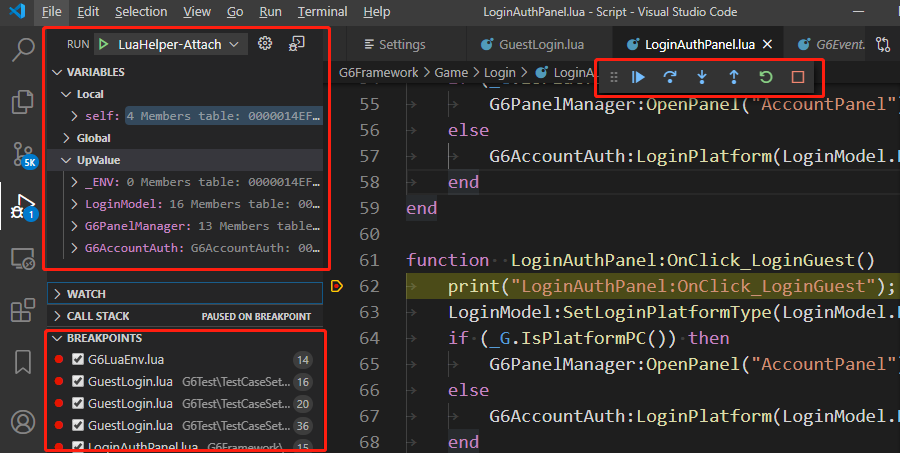 File Edit Selection View Go Run Terminal Help LoginAuthPanel.lua - Script - Visual Studio Code
RUN LuaHelper-Attach
Settings GuestLogin.lua LoginAuthPanel.lua G6Event.
G6Framework > Game > Login > LoginA
VARIABLES
Local
self: 4 Members table: 0000014EF...
Global
UpValue
_ENV: 0 Members table: 0000014EF...
LoginModel: 16 Members table: 00...
G6PanelManager: 13 Members table...
G6AccountAuth: G6AccountAuth: 00...
WATCH
CALL STACK PAUSED ON BREAKPOINT
BREAKPOINTS
G6LuaEnv.lua 14
GuestLogin.lua G6Test\TestCaseSet... 16
GuestLogin.lua G6Test\TestCaseSet... 20
GuestLogin.lua G6Test\TestCaseSet... 36
LoginAuthPanel.lua G6Framework\ 15
5K
1
55 G6PanelManager:OpenPanel("AccountPanel")
56 else
57 G6AccountAuth:LoginPlatform(LoginModel.
58 end
59 end
60
61 function LoginAuthPanel:OnClick_LoginGuest()
62 print("LoginAuthPanel:OnClick_LoginGuest");
63 LoginModel:SetLoginPlatformType(LoginModel.
64 if (_G.IsPlatformPC()) then
65 G6PanelManager:OpenPanel("AccountPanel")
66 else
67 G6AccountAuth:LoginPlatform(LoginModel.
68 end